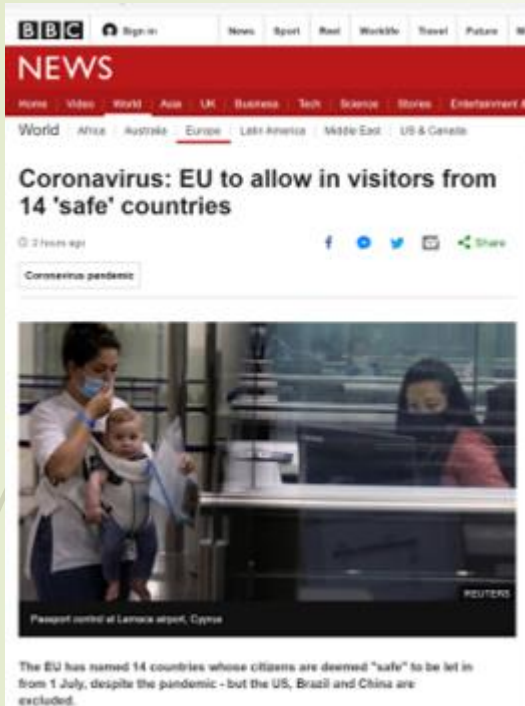 BBC Sign in News Sport Reel Worklife Travel Future
NEWS
Home Video World Asia UK Business Tech Science Stories Entertainment
World Africa Australia Europe Latin America Middle East US & Canada
Coronavirus: EU to allow in visitors from
14 'safe' countries
2 hours ago Share
Coronavirus pandemic
REUTERS
Passport control at Larnaca airport, Cyprus
The EU has named 14 countries whose citizens are deemed "safe" to be let in
from 1 July, despite the pandemic - but the US, Brazil and China are
excluded.